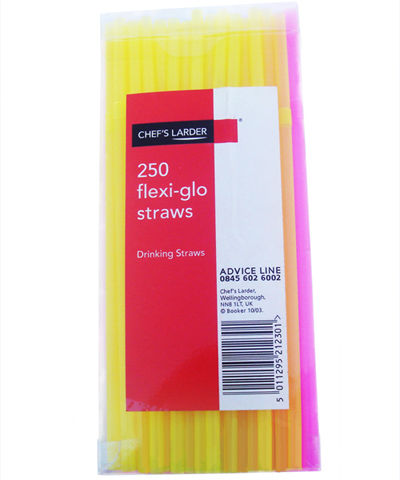 CHEF'S LARDER
®
250
flexi-glo
straws
Drinking Straws
ADVICE LINE
0845 602 6002
Chef's Larder,
Wellingborough,
NN8 1LT, UK
© Booker 10/03.
5 011295 212301 >